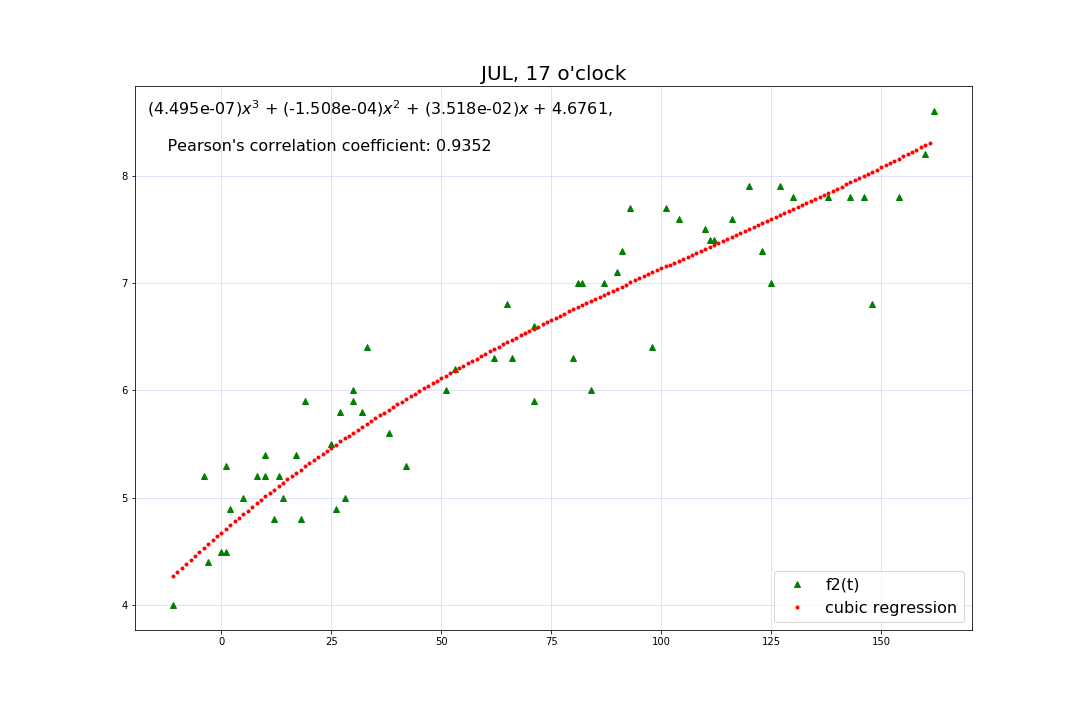 JUL, 17 o'clock
(4.495e-07)x³ + (-1.508e-04)x² + (3.518e-02)x + 4.6761,
Pearson's correlation coefficient: 0.9352
8
7
6
5
4
f2(t)
cubic regression
0 25 50 75 100 125 150